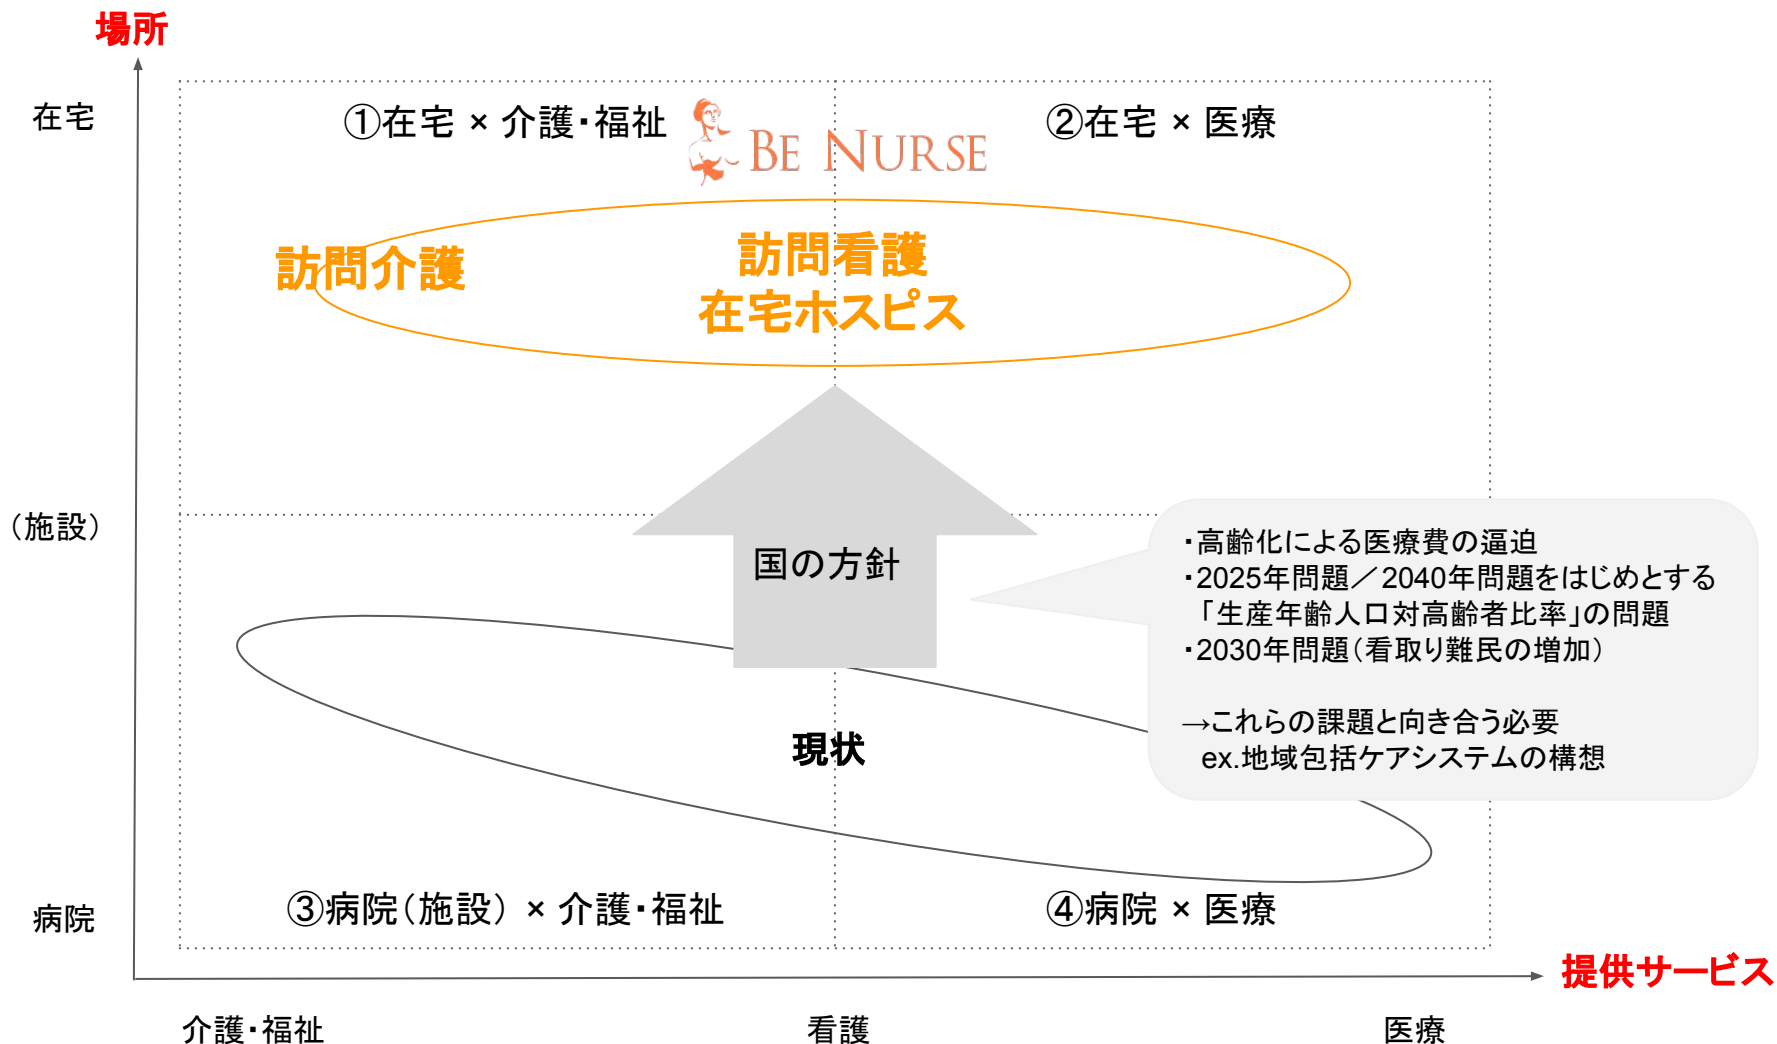 場所
在宅
①在宅 × 介護・福祉
②在宅 × 医療
BE NURSE
訪問介護
訪問看護
在宅ホスピス
（施設）
国の方針
・高齢化による医療費の逼迫
・2025年問題／2040年問題をはじめとする
「生産年齢人口対高齢者比率」の問題
・2030年問題（看取り難民の増加）
→これらの課題と向き合う必要
ex.地域包括ケアシステムの構想
現状
病院
③病院（施設） × 介護・福祉
④病院 × 医療
提供サービス
介護・福祉
看護
医療